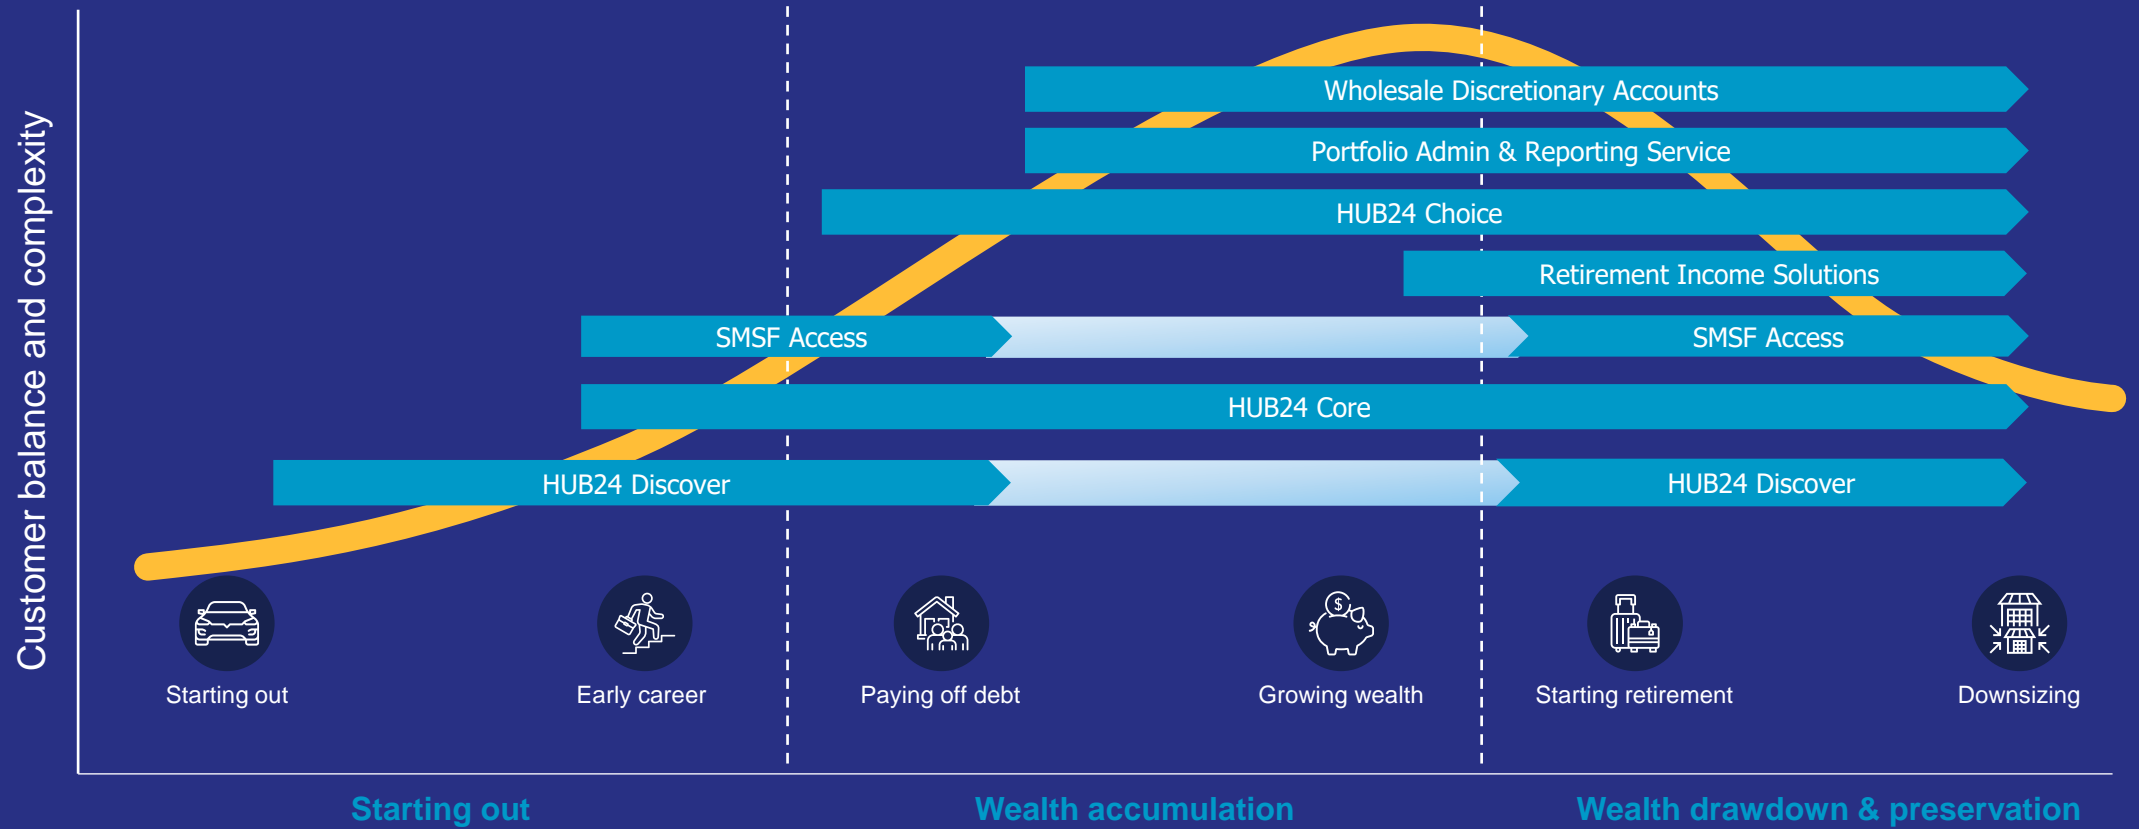 Customer balance and complexity
Wholesale Discretionary Accounts
Portfolio Admin & Reporting Service
HUB24 Choice
Retirement Income Solutions
SMSF Access
SMSF Access
HUB24 Core
HUB24 Discover
HUB24 Discover
$
Starting out
Early career
Paying off debt
Growing wealth
Starting retirement
Downsizing
Starting out
Wealth accumulation
Wealth drawdown & preservation